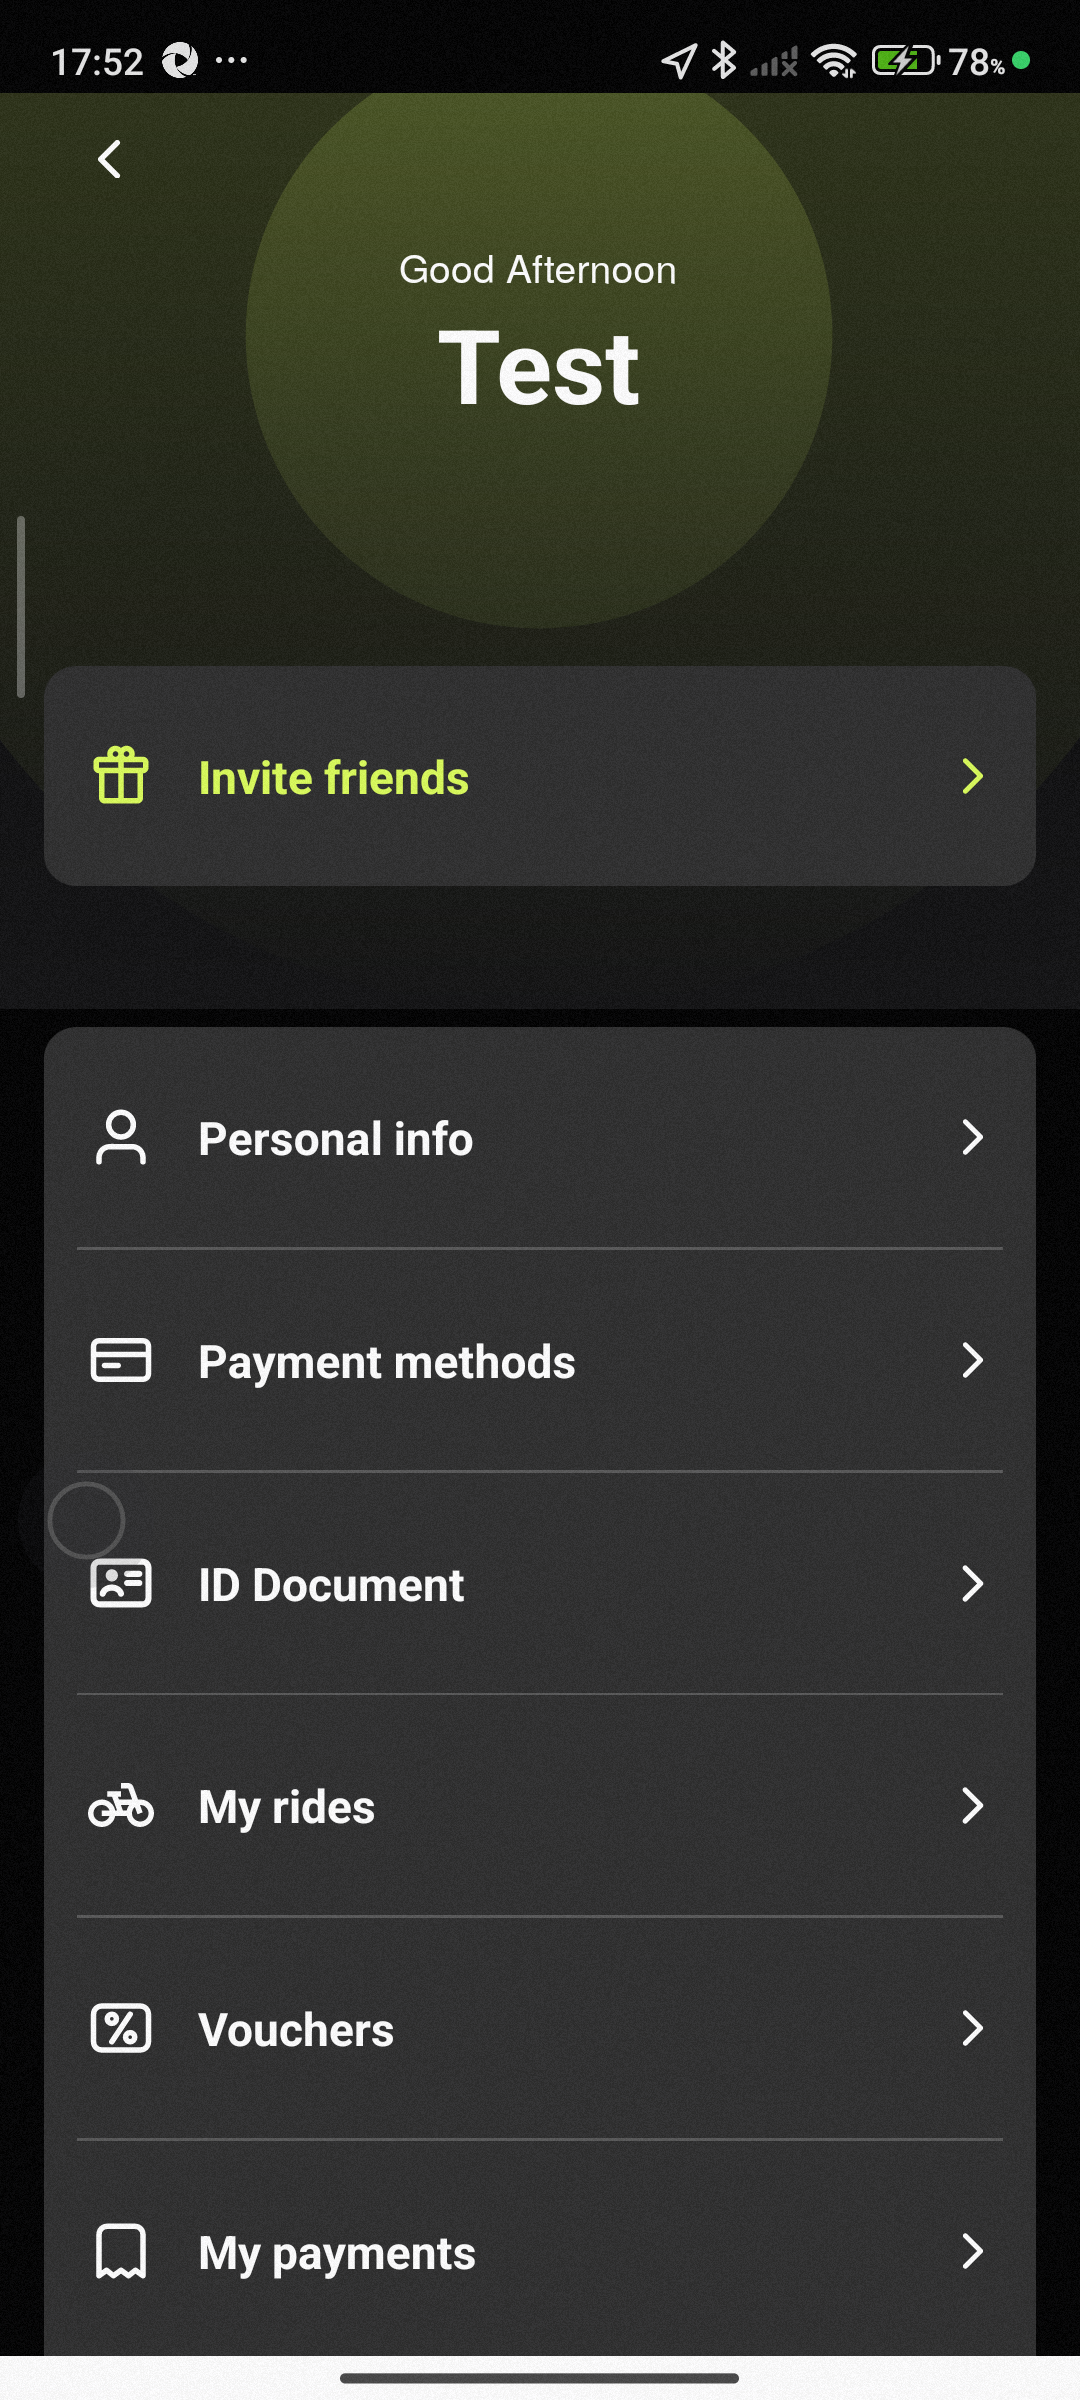 17:52 ... 78%
Good Afternoon
Test
Invite friends
Personal info
Payment methods
ID Document
My rides
Vouchers
My payments